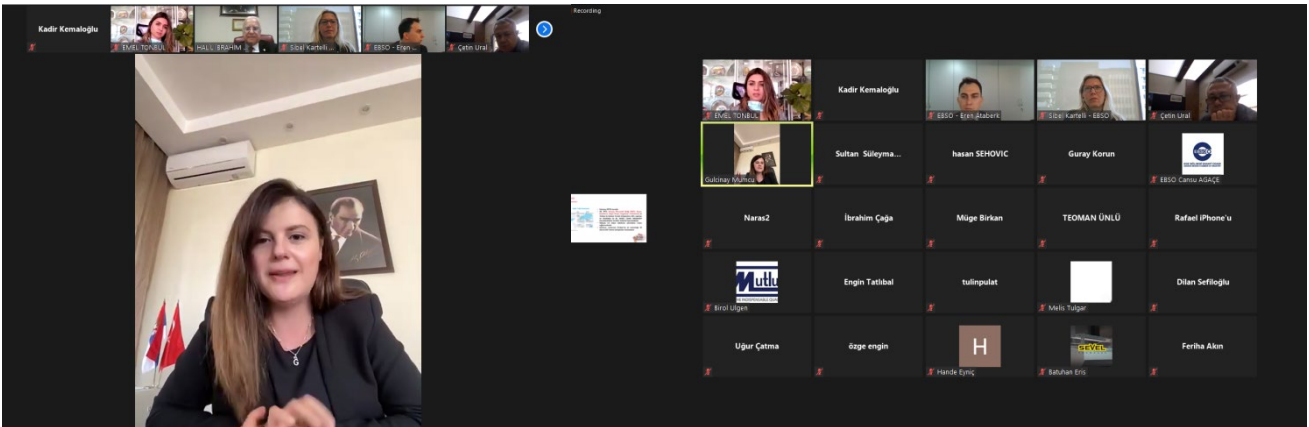 Kadir Kemaloğlu
EMEL TONBUL
HALİL İBRAHİM
Sibel Kartelli ...
EBSO - Eren ...
Çetin Ural
Recording
EMEL TONBUL
Kadir Kemaloğlu
EBSO - Eren Ataberk
Sibel Kartelli - EBSO
Çetin Ural
Gulcinay Mumcu
Sultan Süleyma...
hasan SEHOVIC
Guray Korun
EBSO Cansu AGAÇE
Naras2
İbrahim Çağa
Müge Birkan
TEOMAN ÜNLÜ
Rafael iPhone'u
Mutlu
Birol Ulgen
Engin Tatlıbal
tulinpulat
Melis Tulgar
Dilan Sefiloğlu
Uğur Çatma
özge engin
H
Hande Eyniç
SEVEL
Batuhan Eris
Feriha Akın